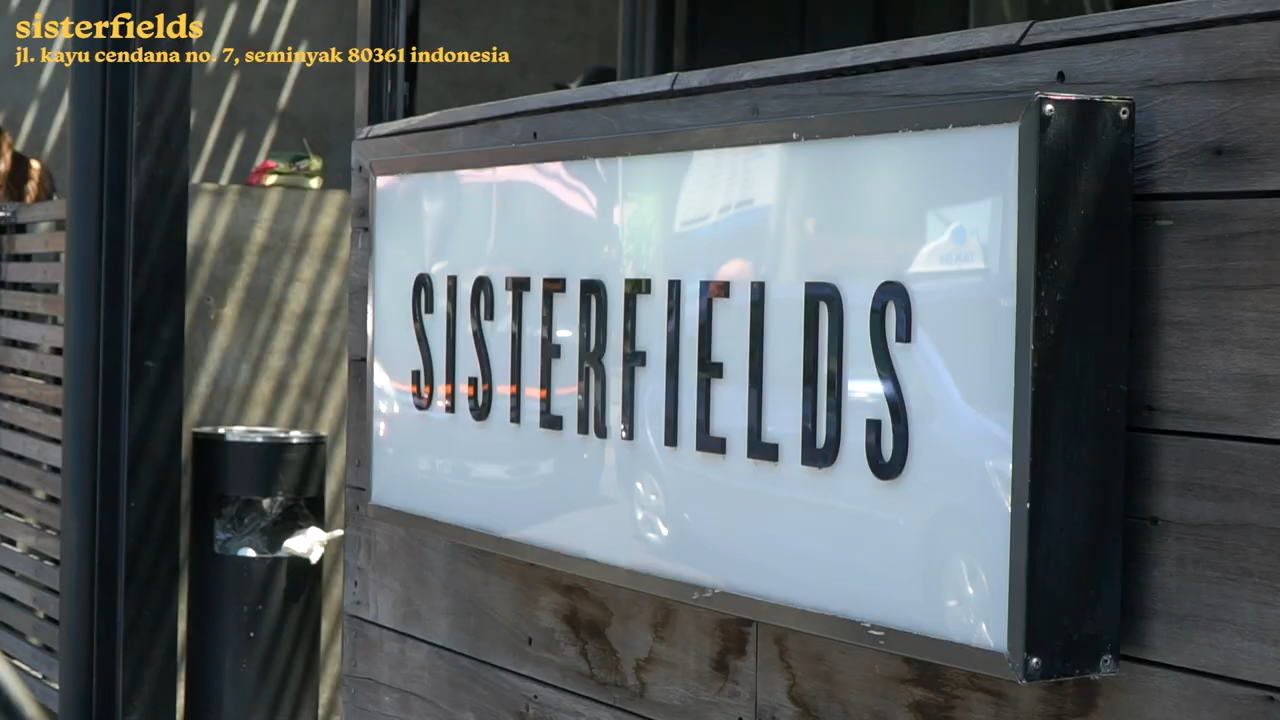 sisterfields
jl. kayu cendana no. 7, seminyak 80361 indonesia
SISTERFIELDS